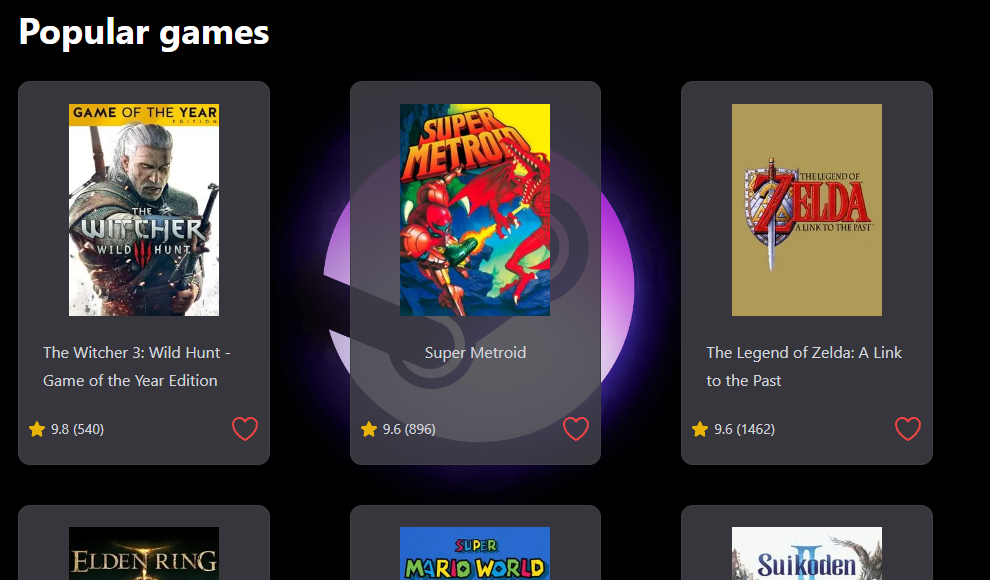 Popular games
GAME OF THE YEAR
EDITION
THE
WITCHER
WILD HUNT
The Witcher 3: Wild Hunt -
Game of the Year Edition
9.8 (540)
SUPER
METROID
Super Metroid
9.6 (896)
THE LEGEND OF
ZELDA
A LINK TO THE PAST
The Legend of Zelda: A Link
to the Past
9.6 (1462)
ELDEN RING
SUPER
MARIO WORLD
Suikoden
II